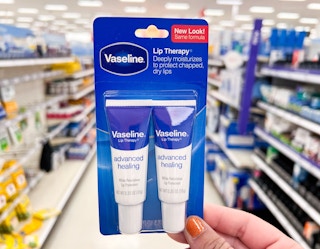 New Look!
Same formula
Vaseline.
Lip Therapy
Deeply moisturizes
to protect chapped,
dry lips
Vaseline.
Lip Therapy
advanced
healing
Vaseline.
Lip Therapy
advanced
healing